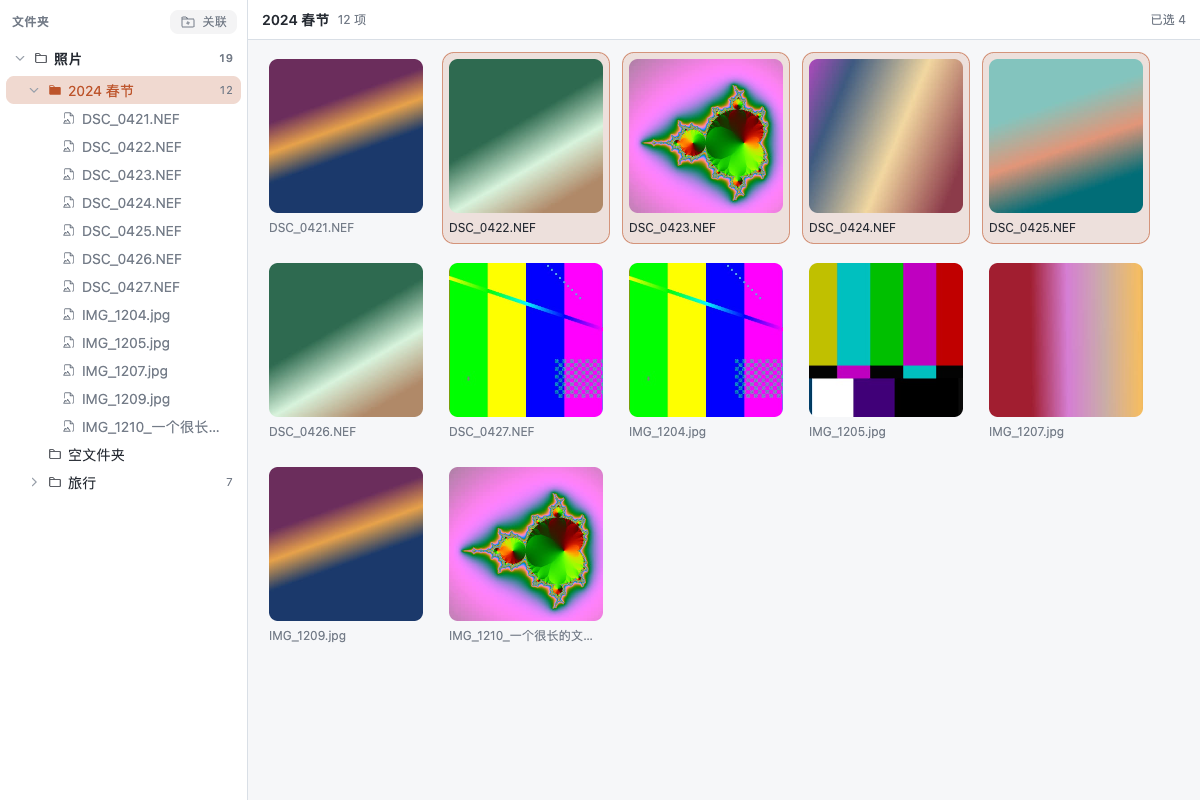 文件夹
关联
照片
19
2024 春节
12
DSC_0421.NEF
DSC_0422.NEF
DSC_0423.NEF
DSC_0424.NEF
DSC_0425.NEF
DSC_0426.NEF
DSC_0427.NEF
IMG_1204.jpg
IMG_1205.jpg
IMG_1207.jpg
IMG_1209.jpg
IMG_1210_一个很长...
空文件夹
旅行
7
2024 春节
12 项
已选 4
DSC_0421.NEF
DSC_0422.NEF
DSC_0423.NEF
DSC_0424.NEF
DSC_0425.NEF
DSC_0426.NEF
DSC_0427.NEF
IMG_1204.jpg
IMG_1205.jpg
IMG_1207.jpg
IMG_1209.jpg
IMG_1210_一个很长的文...